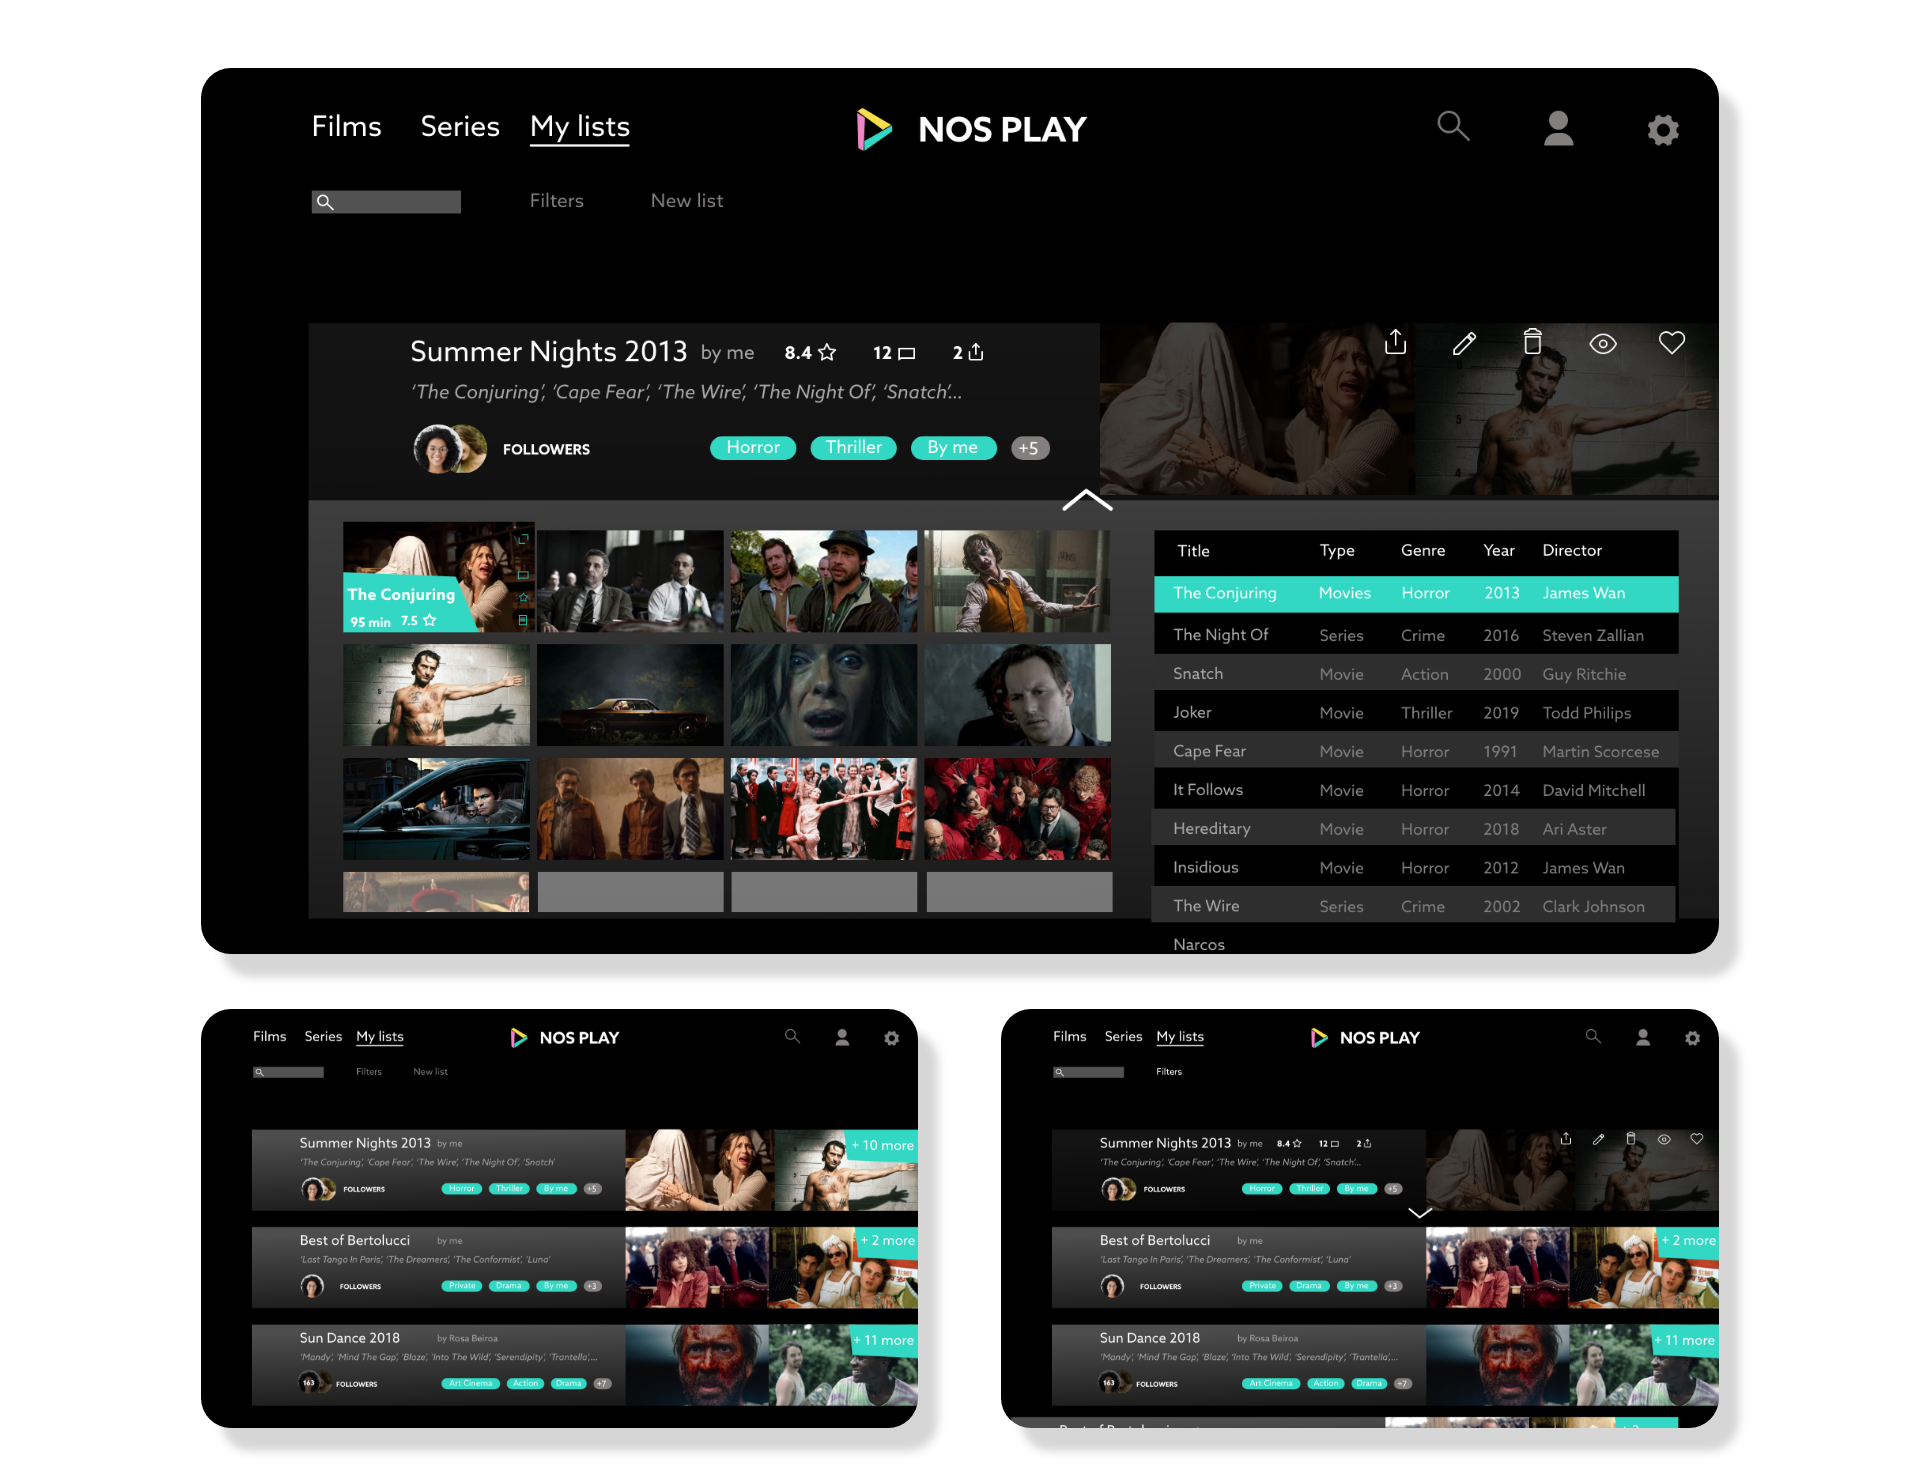 Films Series My lists NOS PLAY
Filters New list
Summer Nights 2013 by me 8.4 12 2
‘The Conjuring’, ‘Cape Fear’, ‘The Wire’, ‘The Night Of’, ‘Snatch’...
FOLLOWERS Horror Thriller By me +5
The Conjuring
95 min 7.5
Title Type Genre Year Director
The Conjuring Movies Horror 2013 James Wan
The Night Of Series Crime 2016 Steven Zallian
Snatch Movie Action 2000 Guy Ritchie
Joker Movie Thriller 2019 Todd Philips
Cape Fear Movie Horror 1991 Martin Scorcese
It Follows Movie Horror 2014 David Mitchell
Hereditary Movie Horror 2018 Ari Aster
Insidious Movie Horror 2012 James Wan
The Wire Series Crime 2002 Clark Johnson
Narcos
Films Series My lists NOS PLAY
Filters New list
Summer Nights 2013 by me + 10 more
‘The Conjuring’, ‘Cape Fear’, ‘The Wire’, ‘The Night Of’, ‘Snatch’
FOLLOWERS Horror Thriller By me +5
Best of Bertolucci by me + 2 more
‘Last Tango In Paris’, ‘The Dreamers’, ‘The Conformist’, ‘Luna’
FOLLOWERS Private Drama By me +3
Sun Dance 2018 by Rosa Beiroa + 11 more
‘Mandy’, ‘Mind The Gap’, ‘Blaze’, ‘Into The Wild’, ‘Serendipity’, ‘Trantella’,...
163 FOLLOWERS Art Cinema Action Drama +7
Films Series My lists NOS PLAY
Filters
Summer Nights 2013 by me 8.4 12 2
‘The Conjuring’, ‘Cape Fear’, ‘The Wire’, ‘The Night Of’, ‘Snatch’...
FOLLOWERS Horror Thriller By me +5
Best of Bertolucci by me + 2 more
‘Last Tango In Paris’, ‘The Dreamers’, ‘The Conformist’, ‘Luna’
FOLLOWERS Private Drama By me +3
Sun Dance 2018 by Rosa Beiroa + 11 more
‘Mandy’, ‘Mind The Gap’, ‘Blaze’, ‘Into The Wild’, ‘Serendipity’, ‘Trantella’,...
163 FOLLOWERS Art Cinema Action Drama +7